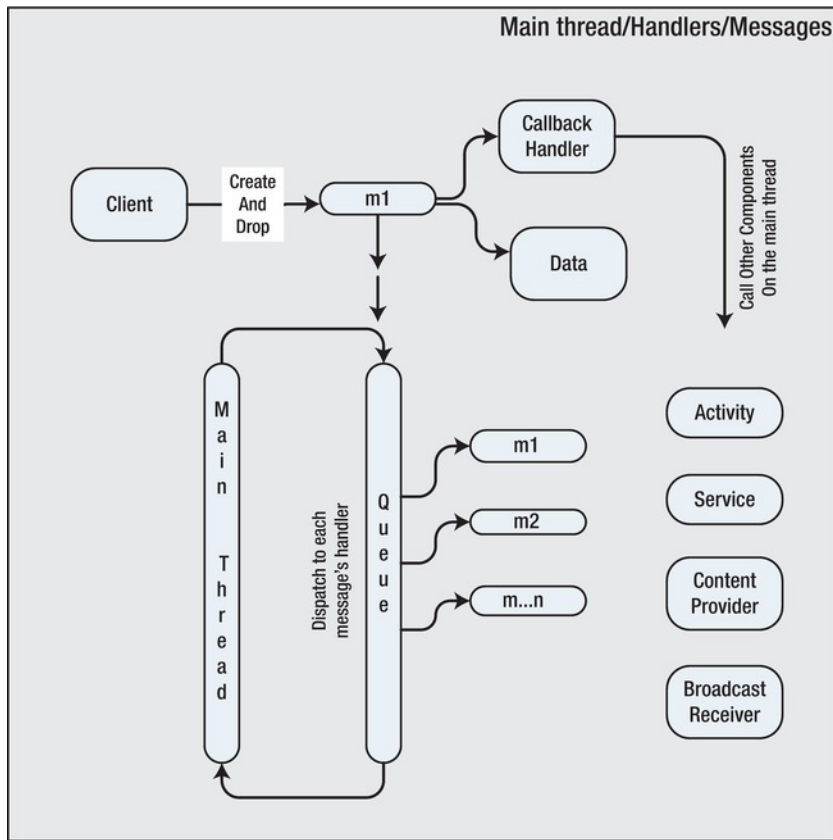 Main thread/Handlers/Messages
Callback
Handler
Client
Create
And
Drop
m1
Data
Call Other Components
On the main thread
Main Thread
Queue
Dispatch to each
message's handler
m1
m2
m...n
Activity
Service
Content
Provider
Broadcast
Receiver